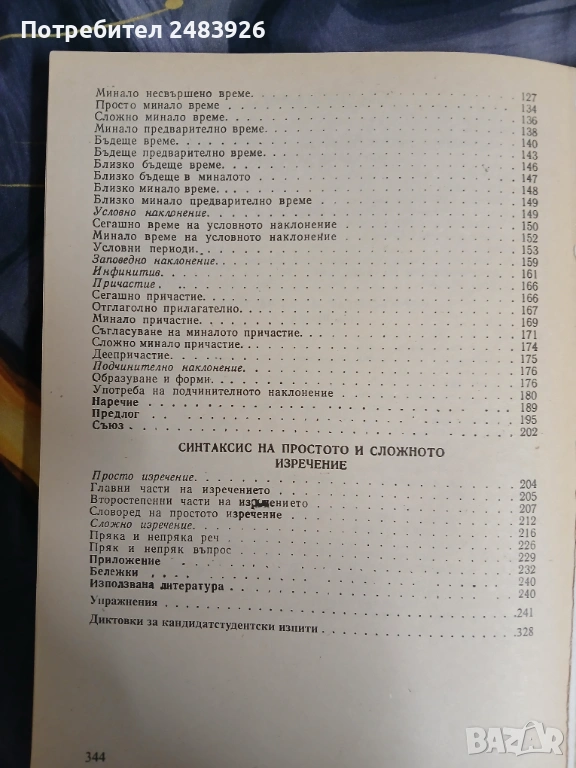 Потребител 2483926
Минало несвършено време. 127
Просто минало време 134
Сложно минало време. 136
Минало предварително време. 138
Бъдеще време. 140
Бъдеще предварително време. 143
Близко бъдеще време. 146
Близко бъдеще в миналото 147
Близко минало време. 148
Близко минало предварително време 149
Условно наклонение. 149
Сегашно време на условното наклонение 150
Минало време на условното наклонение 152
Условни периоди. 153
Заповедно наклонение. 159
Инфинитив. 161
Причастие 166
Сегашно причастие. 166
Отглаголно прилагателно. 167
Минало причастие. 169
Съгласуване на миналото причастие. 171
Сложно минало причастие. 174
Деепричастие. 175
Подчинително наклонение. 176
Образуване и форми. 176
Употреба на подчинителното наклонение 180
Наречие 189
Предлог 195
Съюз 202
СИНТАКСИС НА ПРОСТОТО И СЛОЖНОТО
ИЗРЕЧЕНИЕ
Просто изречение. 204
Главни части на изречението 205
Второстепенни части на изречението 207
Словоред на простото изречение 212
Сложно изречение. 216
Пряка и непряка реч 226
Пряк и непряк въпрос 229
Приложение 232
Бележки 240
Използвана литература 240
Упражнения 241
Диктовки за кандидатстудентски изпити 328
344
BAZAR